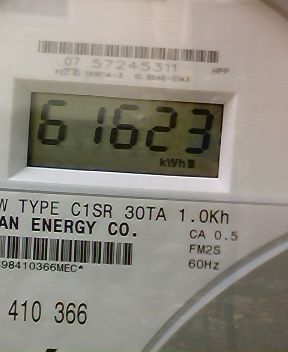 07 57245311
HPP
61623
kWh
W TYPE C1SR 30TA 1.0Kh
AN ENERGY CO.
CA 0.5
FM2S
60Hz
98410366MEC*
410 366